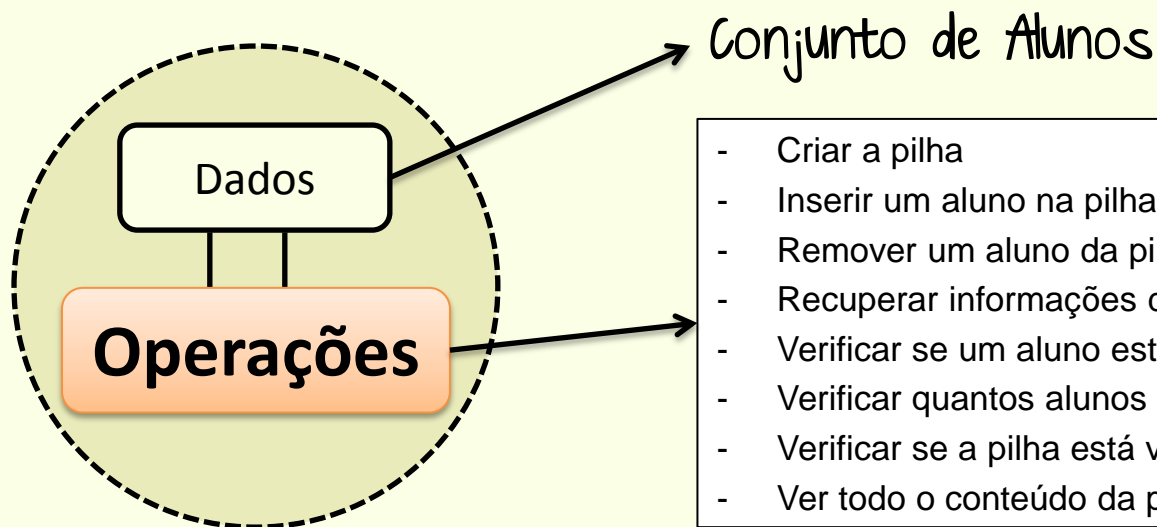 Conjunto de Alunos
Dados
Operações
- Criar a pilha
- Inserir um aluno na pilha
- Remover um aluno da
- Recuperar informações
- Verificar se um aluno
- Verificar quantos alunos
- Verificar se a pilha está
- Ver todo o conteúdo da